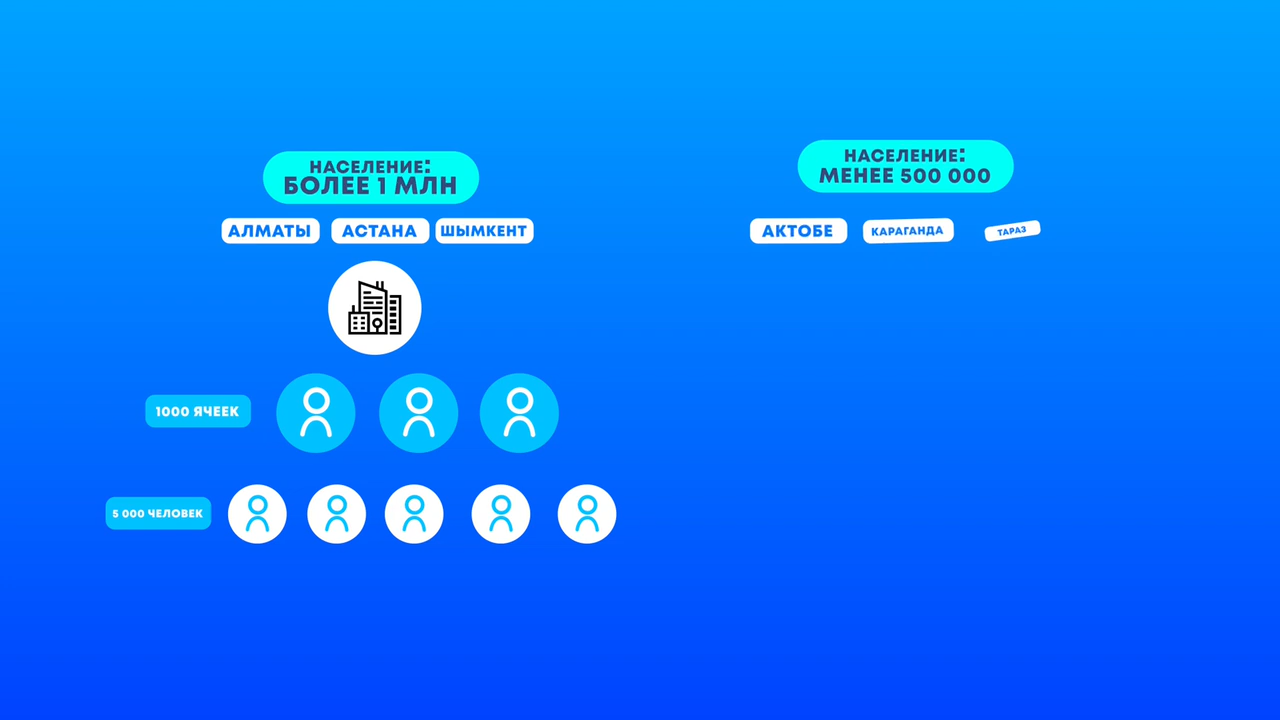 НАСЕЛЕНИЕ:
БОЛЕЕ 1 МЛН
АЛМАТЫ АСТАНА ШЫМКЕНТ
1000 ЯЧЕЕК
5 000 ЧЕЛОВЕК
НАСЕЛЕНИЕ:
МЕНЕЕ 500 000
АКТОБЕ КАРАГАНДА ТАРАЗ